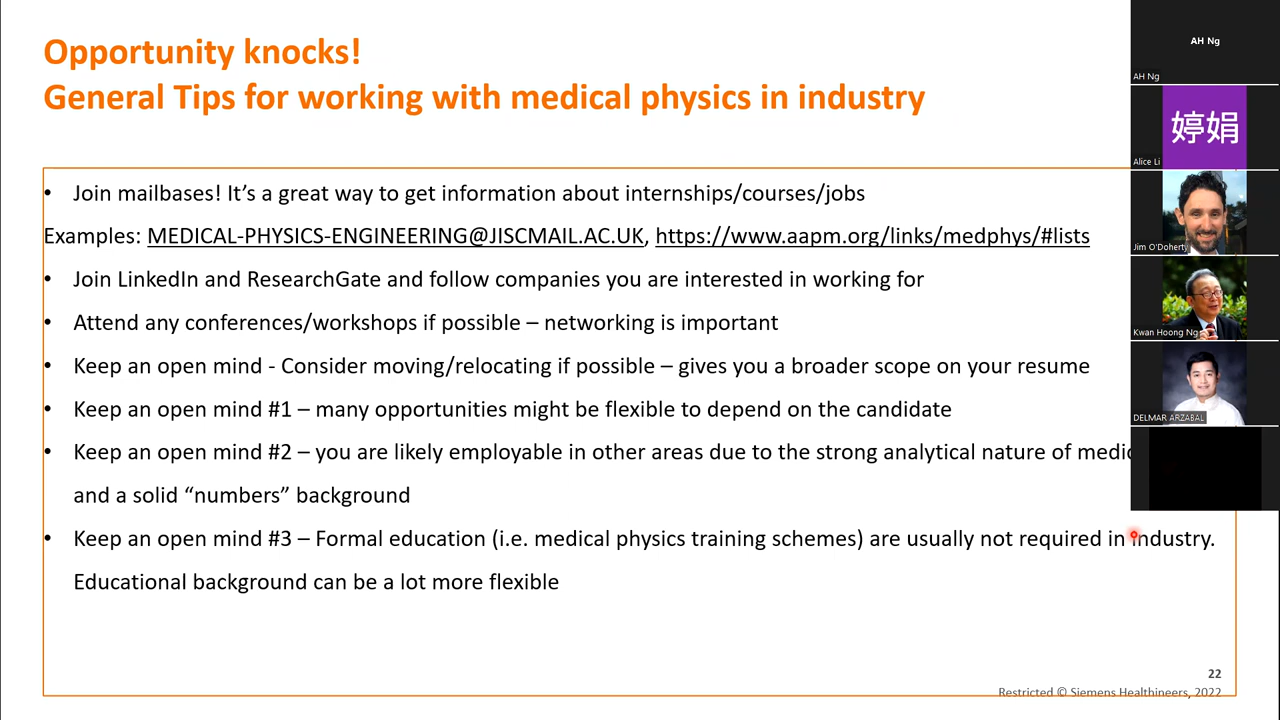 Opportunity knocks!
General Tips for working with medical physics in industry
• Join mailbases! It’s a great way to get information about internships/courses/jobs
Examples: MEDICAL-PHYSICS-ENGINEERING@JISCMAIL.AC.UK, https://www.aapm.org/links/medphys/#lists
• Join LinkedIn and ResearchGate and follow companies you are interested in working for
• Attend any conferences/workshops if possible – networking is important
• Keep an open mind - Consider moving/relocating if possible – gives you a broader scope on your resume
• Keep an open mind #1 – many opportunities might be flexible to depend on the candidate
• Keep an open mind #2 – you are likely employable in other areas due to the strong analytical nature of
and a solid “numbers” background
• Keep an open mind #3 – Formal education (i.e. medical physics training schemes) are usually not required in industry.
Educational background can be a lot more flexible
22
Restricted © Siemens Healthineers, 2022
AH Ng
AH Ng
婷娟
Alice Li
Jim O'Doherty
Kwan Hoong Ng
DELMAR ARZABAL